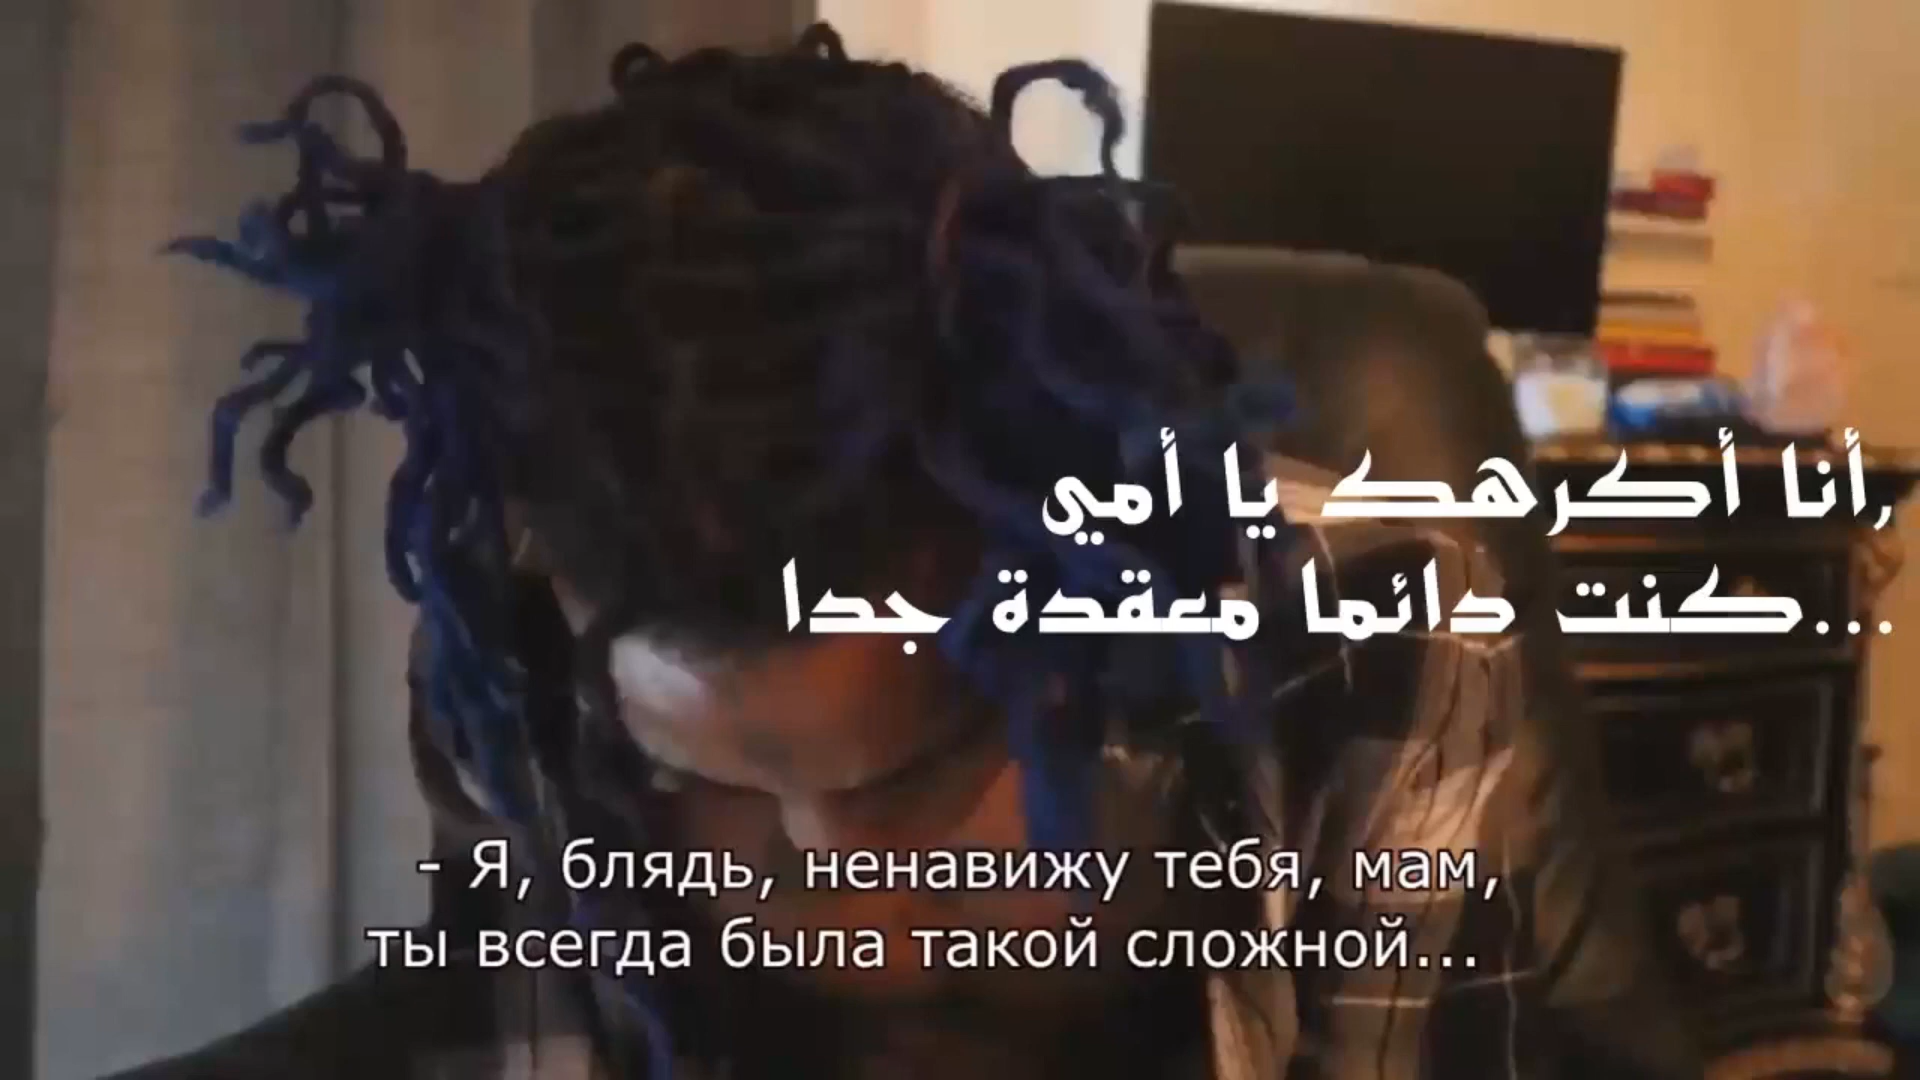 أنا أكرهك يا أمي,
كنت دائما معقدة جدا...
- Я, блядь, ненавижу тебя, мам,
ты всегда была такой сложной...